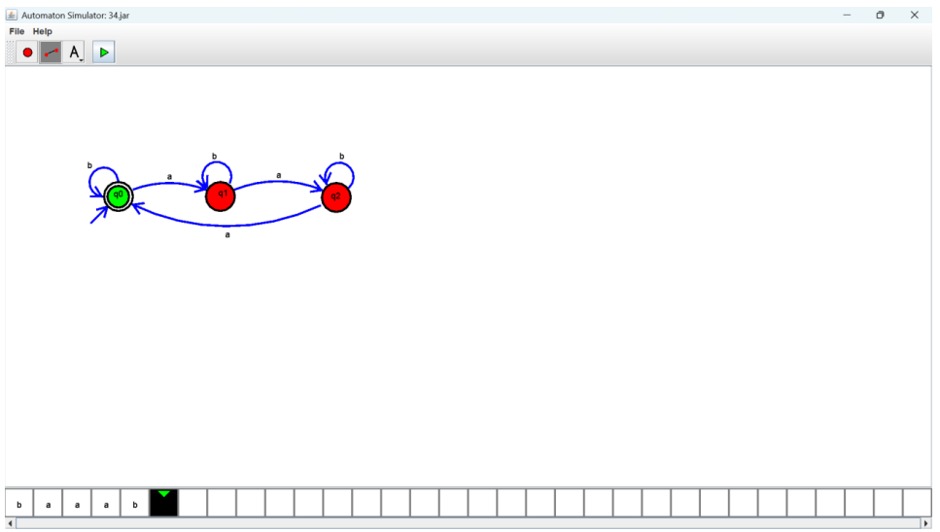 Automaton Simulator: 34.jar
File Help
A
b b b
a a
q0 q1 q2
a
b a a a b